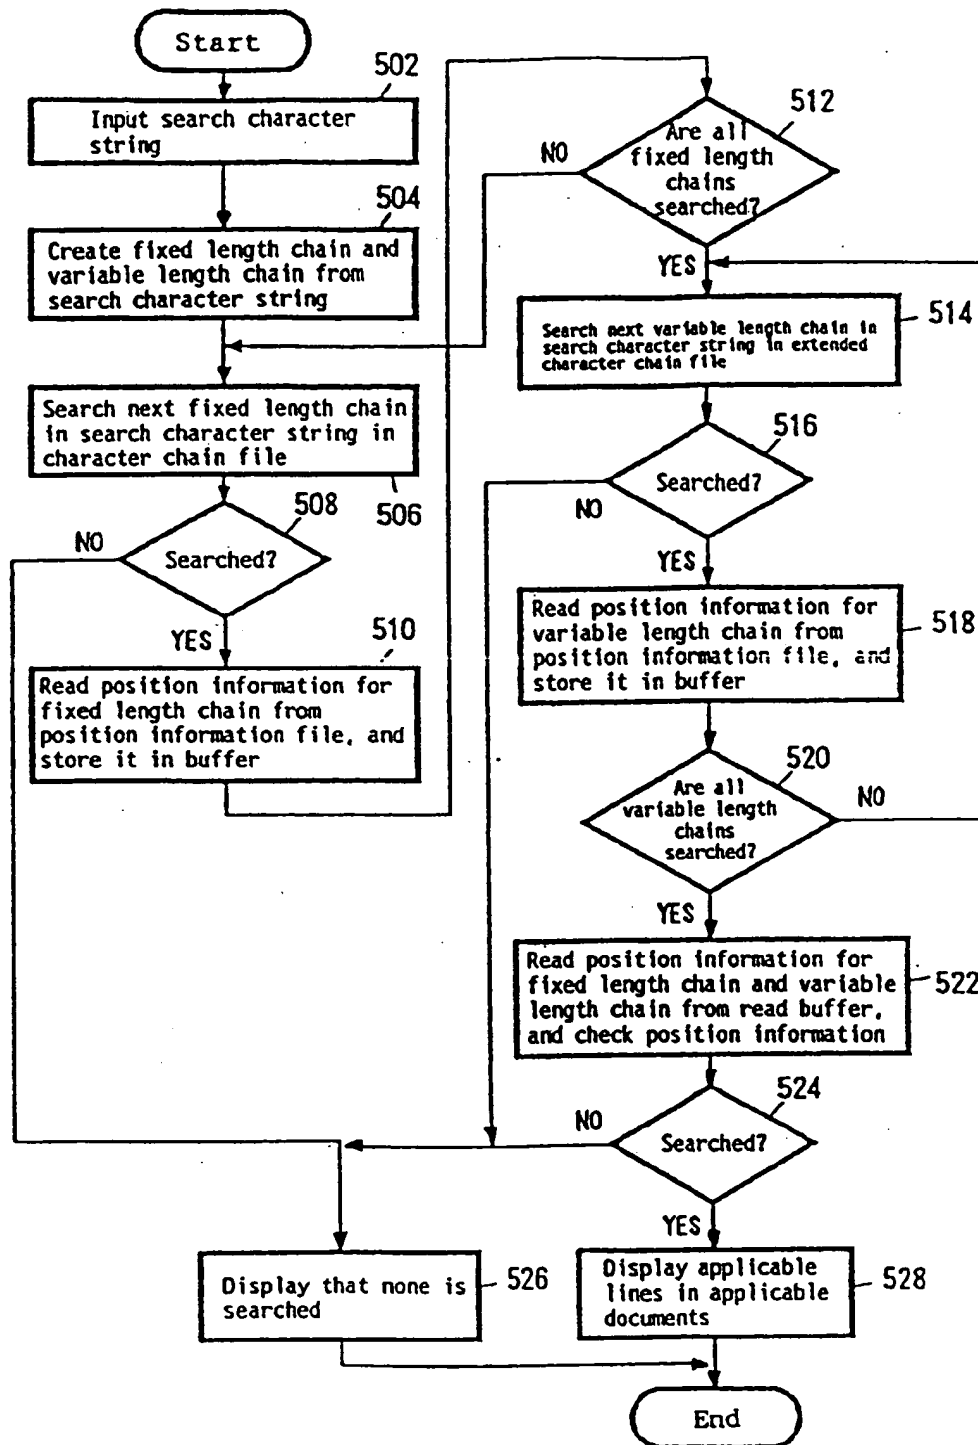 Start
502
Input search character
string
504
Create fixed length chain and
variable length chain from
search character string
Search next fixed length chain
in search character string in
character chain file
506
508
NO
Searched?
YES
510
Read position information for
fixed length chain from
position information file, and
store it in buffer
512
NO
Are all
fixed length
chains
searched?
YES
514
Search next variable length chain in
search character string in extended
character chain file
516
Searched?
NO
YES
Read position information for
variable length chain from
position information file, and
store it in buffer
518
520
Are all
variable length
chains
searched?
NO
YES
Read position information for
fixed length chain and variable
length chain from read buffer,
and check position information
522
524
NO
Searched?
YES
Display that none is
searched
526
Display applicable
lines in applicable
documents
528
End